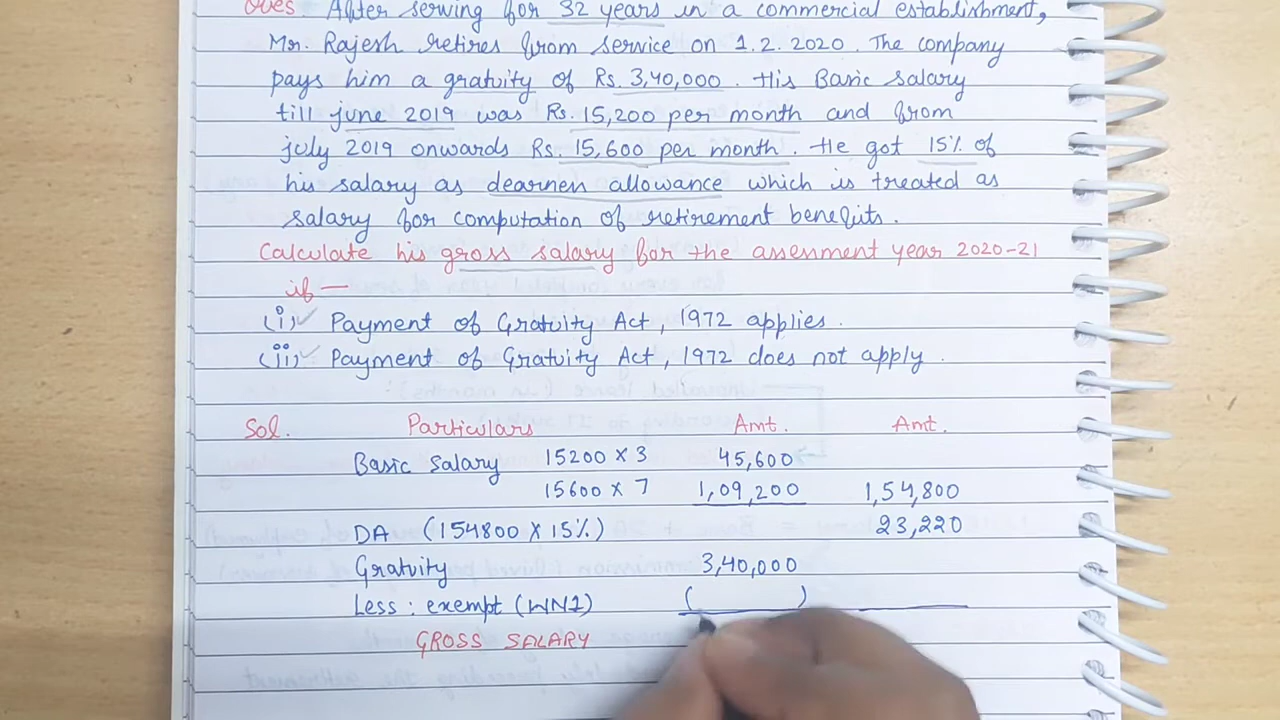 Ques. After serving for 32 years in a commercial establishment,
Mr. Rajesh retires from service on 1.2.2020. The company
pays him a gratuity of Rs. 3,40,000. His Basic salary
till june 2019 was Rs. 15,200 per month and from
july 2019 onwards Rs. 15,600 per month. He got 15% of
his salary as dearness allowance which is treated as
salary for computation of retirement benefits.
Calculate his gross salary for the assessment year 2020-21
if —
(i) Payment of Gratuity Act, 1972 applies.
(ii) Payment of Gratuity Act, 1972 does not apply.
Sol. Particulars Amt. Amt.
Basic Salary 15200 × 3 45,600
15600 × 7 1,09,200 1,54,800
DA (154800 × 15%) 23,220
Gratuity 3,40,000
Less : exempt (WN1) ( )
GROSS SALARY